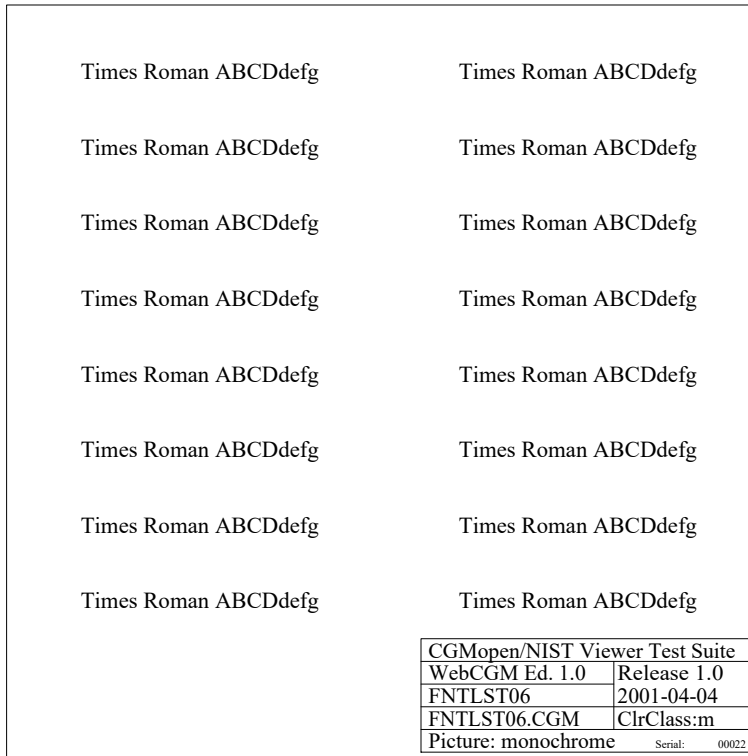 Times Roman ABCDdefg Times Roman ABCDdefg
Times Roman ABCDdefg Times Roman ABCDdefg
Times Roman ABCDdefg Times Roman ABCDdefg
Times Roman ABCDdefg Times Roman ABCDdefg
Times Roman ABCDdefg Times Roman ABCDdefg
Times Roman ABCDdefg Times Roman ABCDdefg
Times Roman ABCDdefg Times Roman ABCDdefg
Times Roman ABCDdefg Times Roman ABCDdefg
CGMopen/NIST Viewer Test Suite
WebCGM Ed. 1.0 Release 1.0
FNTLST06 2001-04-04
FNTLST06.CGM ClrClass:m
Picture: monochrome Serial: 00022